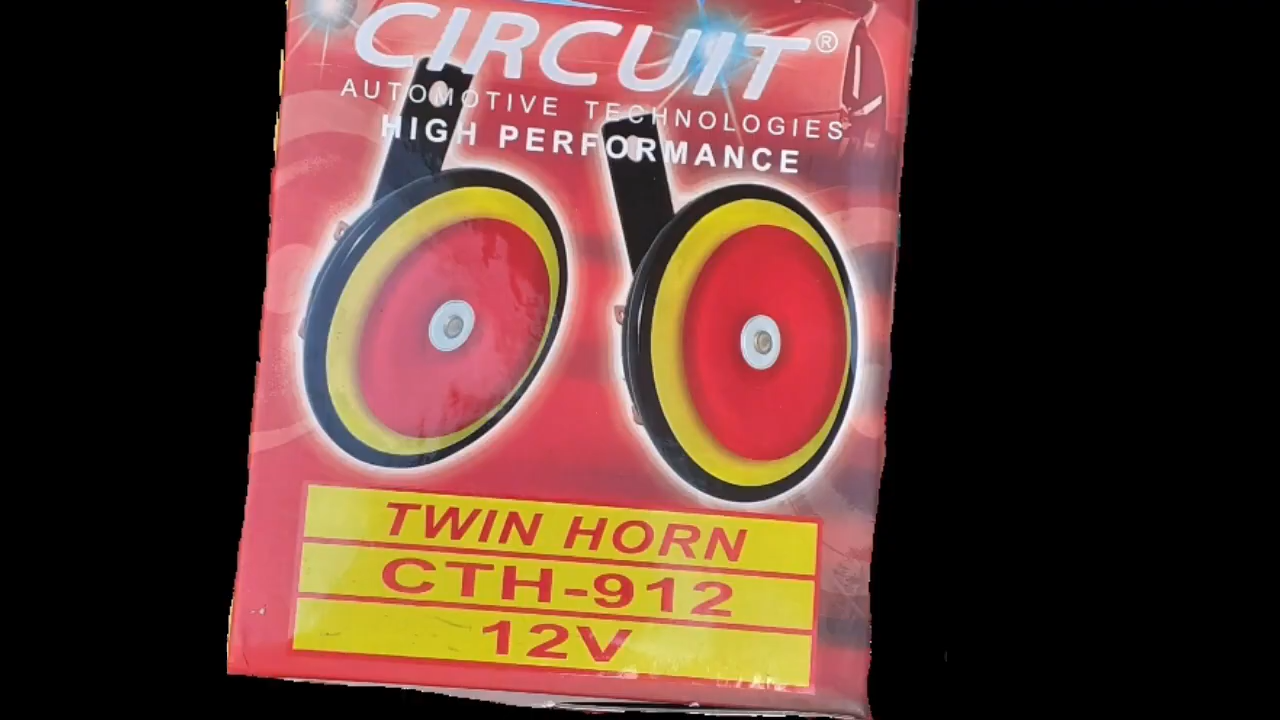 CIRCUIT®
AUTOMOTIVE TECHNOLOGIES
HIGH PERFORMANCE
TWIN HORN
CTH-912
12V